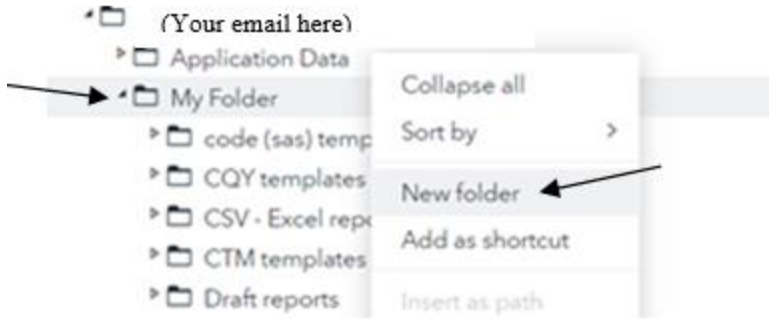 (Your email here)
Application Data
My Folder
code (sas) temp
CQY templates
CSV - Excel repo
CTM templates
Draft reports
Collapse all
Sort by >
New folder
Add as shortcut
Insert as path